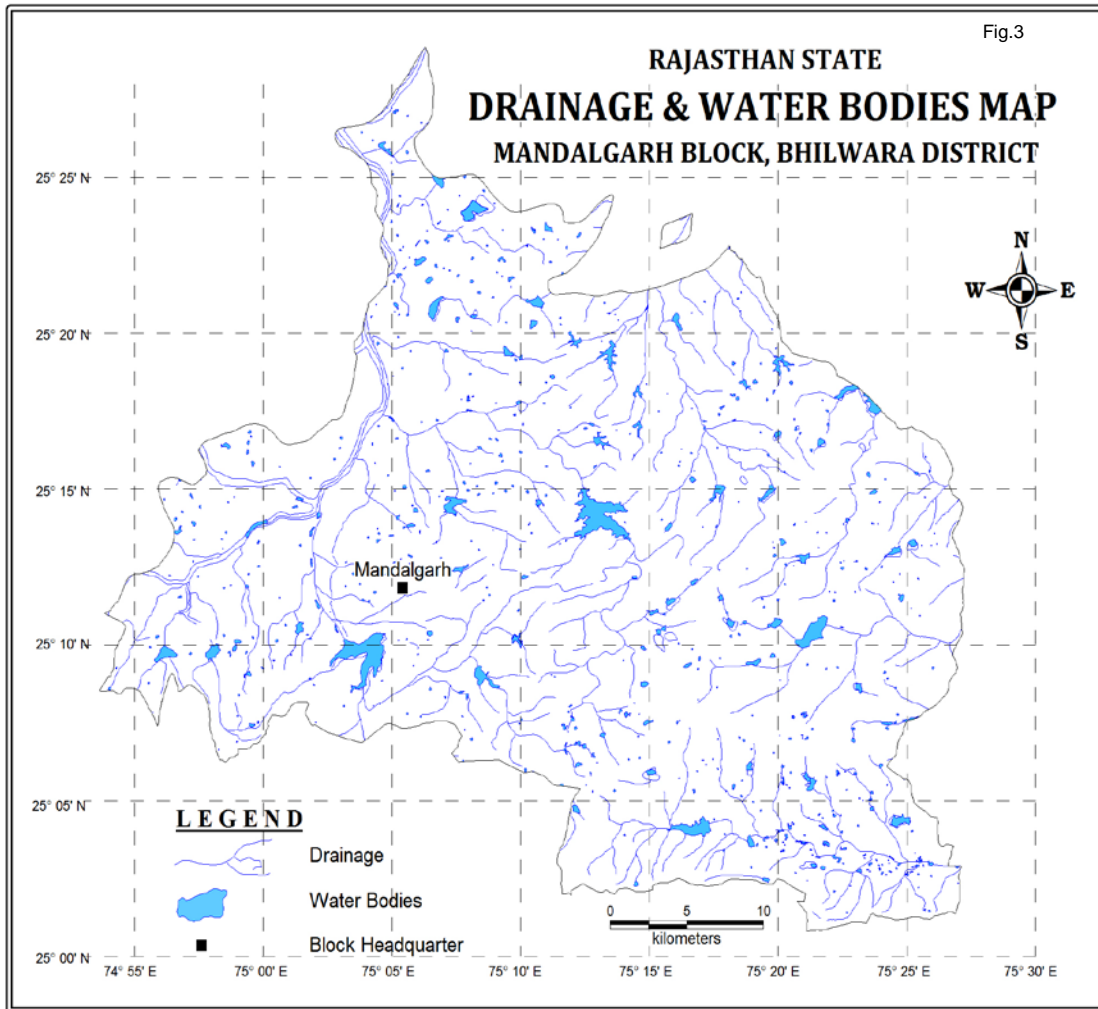 Fig.3
RAJASTHAN STATE
DRAINAGE & WATER BODIES MAP
MANDALGARH BLOCK, BHILWARA DISTRICT
25° 25' N
N
W
E
S
25° 20' N
25° 15' N
Mandalgarh
25° 10' N
25° 05' N
LEGEND
Drainage
Water Bodies
Block Headquarter
0 5 10
kilometers
25° 00' N
74° 55' E 75° 00' E 75° 05' E 75° 10' E 75° 15' E 75° 20' E 75° 25' E 75° 30' E